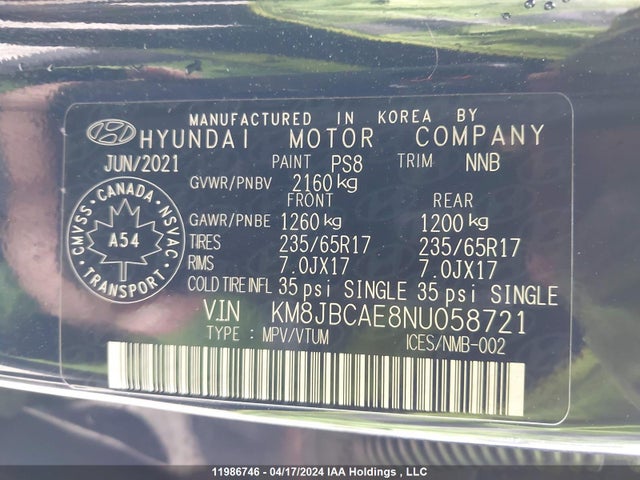 MANUFACTURED IN KOREA BY
HYUNDAI MOTOR COMPANY
JUN/2021 PAINT PS8 TRIM NNB
GVWR/PNBV 2160 kg
FRONT REAR
GAWR/PNBE 1260 kg 1200 kg
TIRES 235/65R17 235/65R17
RIMS 7.0JX17 7.0JX17
COLD TIRE INFL 35 psi SINGLE 35 psi SINGLE
VIN KM8JBCAE8NU058721
TYPE : MPV/VTUM ICES/NMB-002
CMVSS · CANADA · NSVAC
A54
· TRANSPORT ·
11986746 - 04/17/2024 IAA Holdings , LLC